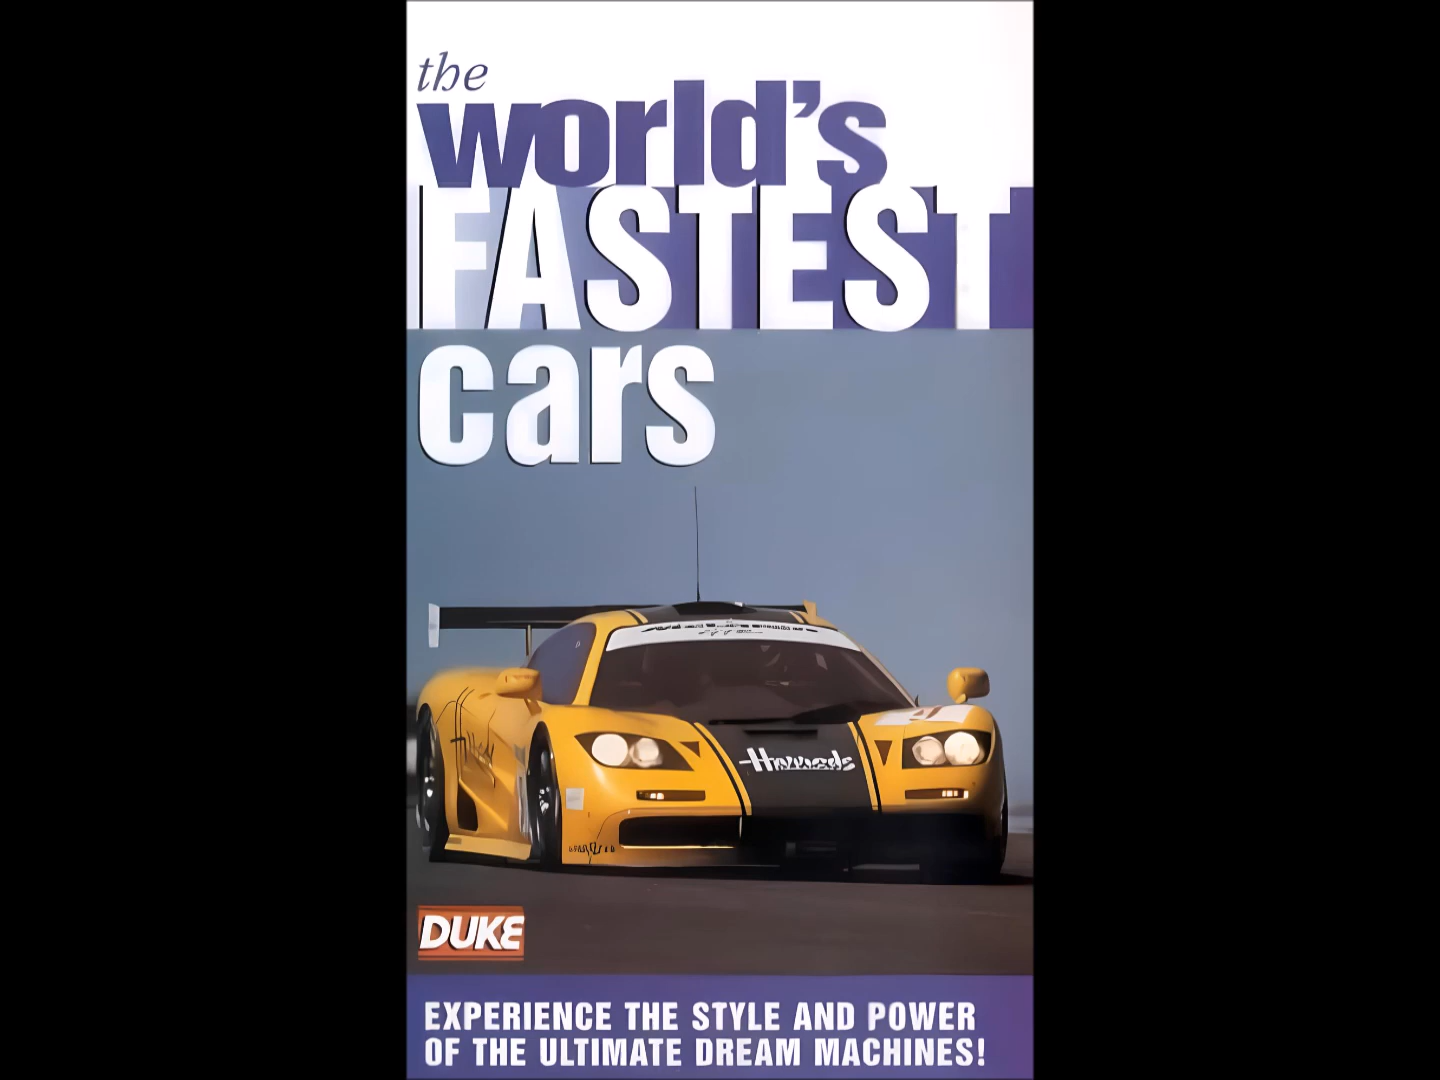 the
world's
FASTEST
cars
Harrods
DUKE
EXPERIENCE THE STYLE AND POWER
OF THE ULTIMATE DREAM MACHINES!